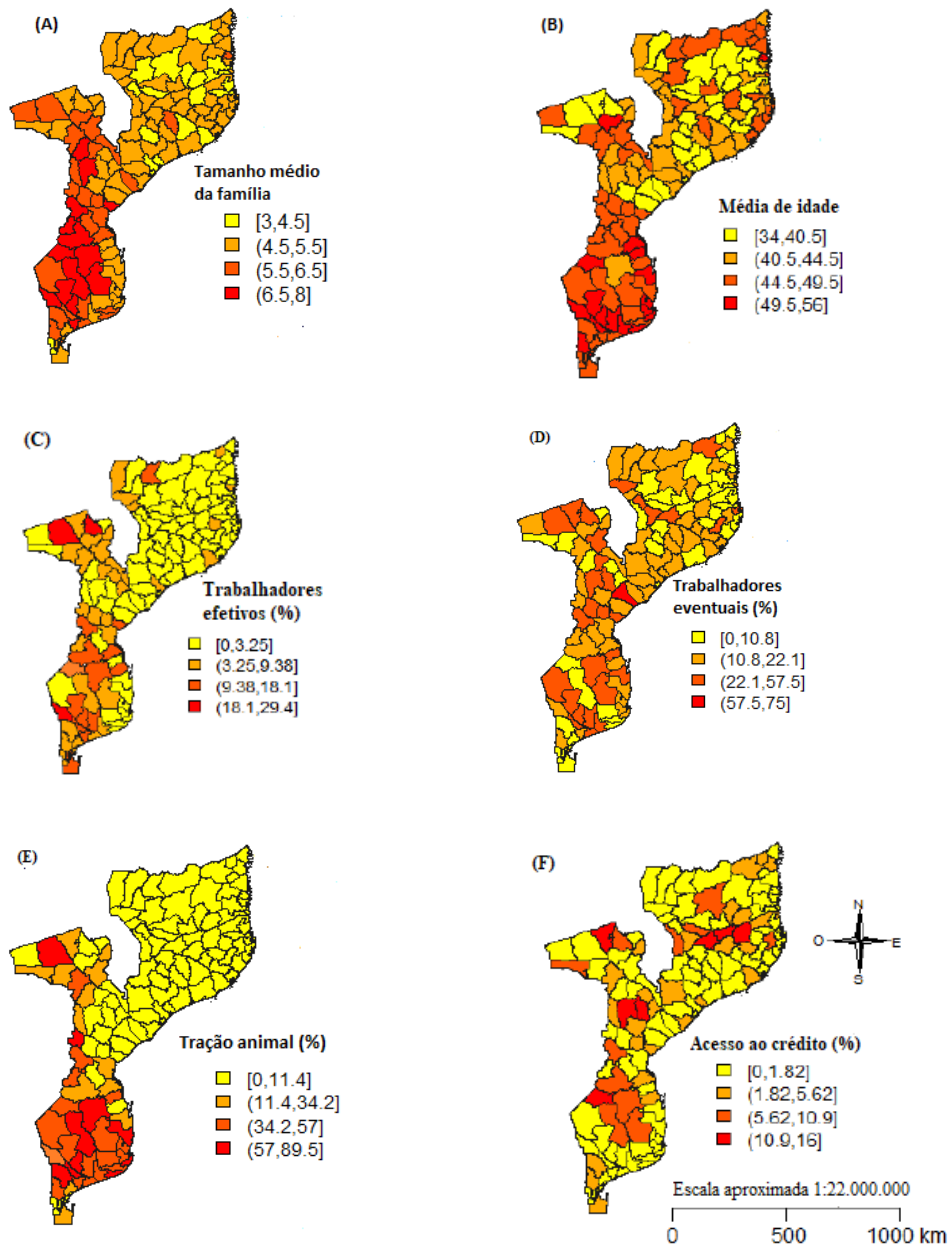 (A)
Tamanho médio
da família
[3,4.5]
(4.5,5.5]
(5.5,6.5]
(6.5,8]
(B)
Média de idade
[34,40.5]
(40.5,44.5]
(44.5,49.5]
(49.5,56]
(C)
Trabalhadores
efetivos (%)
[0,3.25]
(3.25,9.38]
(9.38,18.1]
(18.1,29.4]
(D)
Trabalhadores
eventuais (%)
[0,10.8]
(10.8,22.1]
(22.1,57.5]
(57.5,75]
(E)
Tração animal (%)
[0,11.4]
(11.4,34.2]
(34.2,57]
(57,89.5]
(F)
N
O
E
S
Acesso ao crédito (%)
[0,1.82]
(1.82,5.62]
(5.62,10.9]
(10.9,16]
Escala aproximada 1:22.000.000
0 500 1000 km